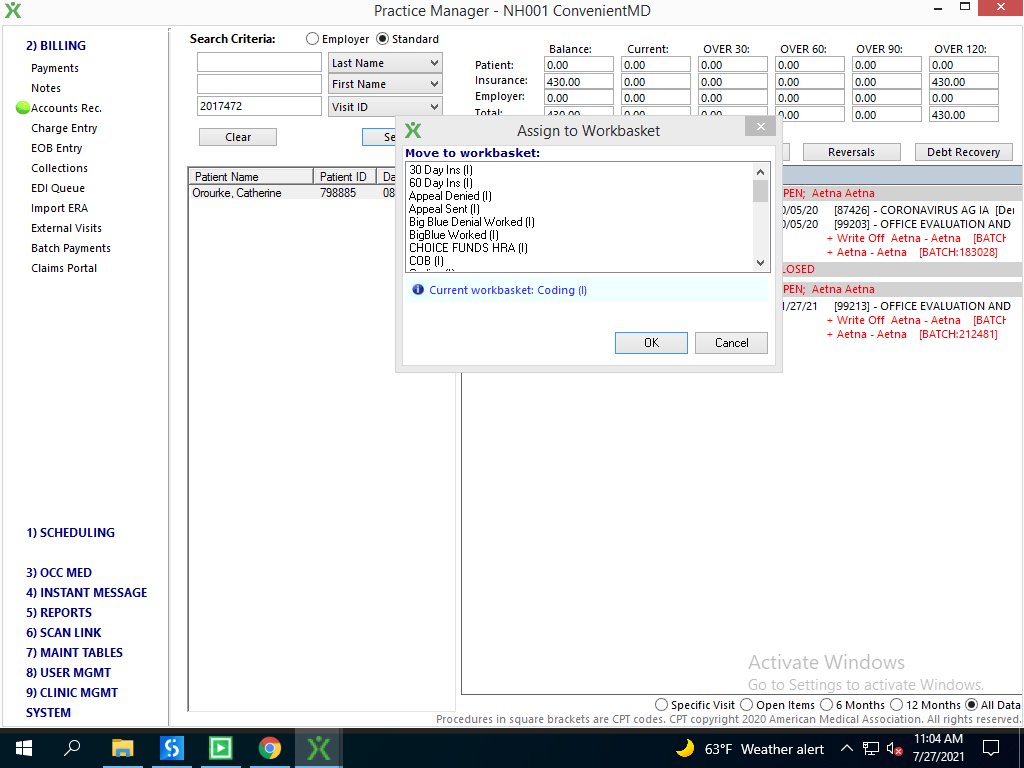 Practice Manager - NH001 ConvenientMD
2) BILLING
Payments
Notes
Accounts Rec.
Charge Entry
EOB Entry
Collections
EDI Queue
Import ERA
External Visits
Batch Payments
Claims Portal
1) SCHEDULING
3) OCC MED
4) INSTANT MESSAGE
5) REPORTS
6) SCAN LINK
7) MAINT TABLES
8) USER MGMT
9) CLINIC MGMT
SYSTEM
Search Criteria: Employer Standard
Last Name
First Name
2017472 Visit ID
Clear Se
Balance: Current: OVER 30: OVER 60: OVER 90: OVER 120:
Patient: 0.00 0.00 0.00 0.00 0.00 0.00
Insurance: 430.00 0.00 0.00 0.00 0.00 430.00
Employer: 0.00 0.00 0.00 0.00 0.00 0.00
Total: 430.00 0.00 0.00 0.00 0.00 430.00
Reversals Debt Recovery
Patient Name Patient ID Da
Orourke, Catherine 798885 08
Assign to Workbasket
Move to workbasket:
30 Day Ins (I)
60 Day Ins (I)
Appeal Denied (I)
Appeal Sent (I)
Big Blue Denial Worked (I)
BigBlue Worked (I)
CHOICE FUNDS HRA (I)
COB (I)
Coding (I)
Current workbasket: Coding (I)
OK Cancel
PEN; Aetna Aetna
0/05/20 [87426] - CORONAVIRUS AG IA [Der
0/05/20 [99203] - OFFICE EVALUATION AND
+ Write Off Aetna - Aetna [BATCH
+ Aetna - Aetna [BATCH:183028]
LOSED
PEN; Aetna Aetna
1/27/21 [99213] - OFFICE EVALUATION AND
+ Write Off Aetna - Aetna [BATCH
+ Aetna - Aetna [BATCH:212481]
Activate Windows
Go to Settings to activate Windows.
Specific Visit Open Items 6 Months 12 Months All Data
Procedures in square brackets are CPT codes. CPT copyright 2020 American Medical Association. All rights reserved.
63°F Weather alert
11:04 AM
7/27/2021